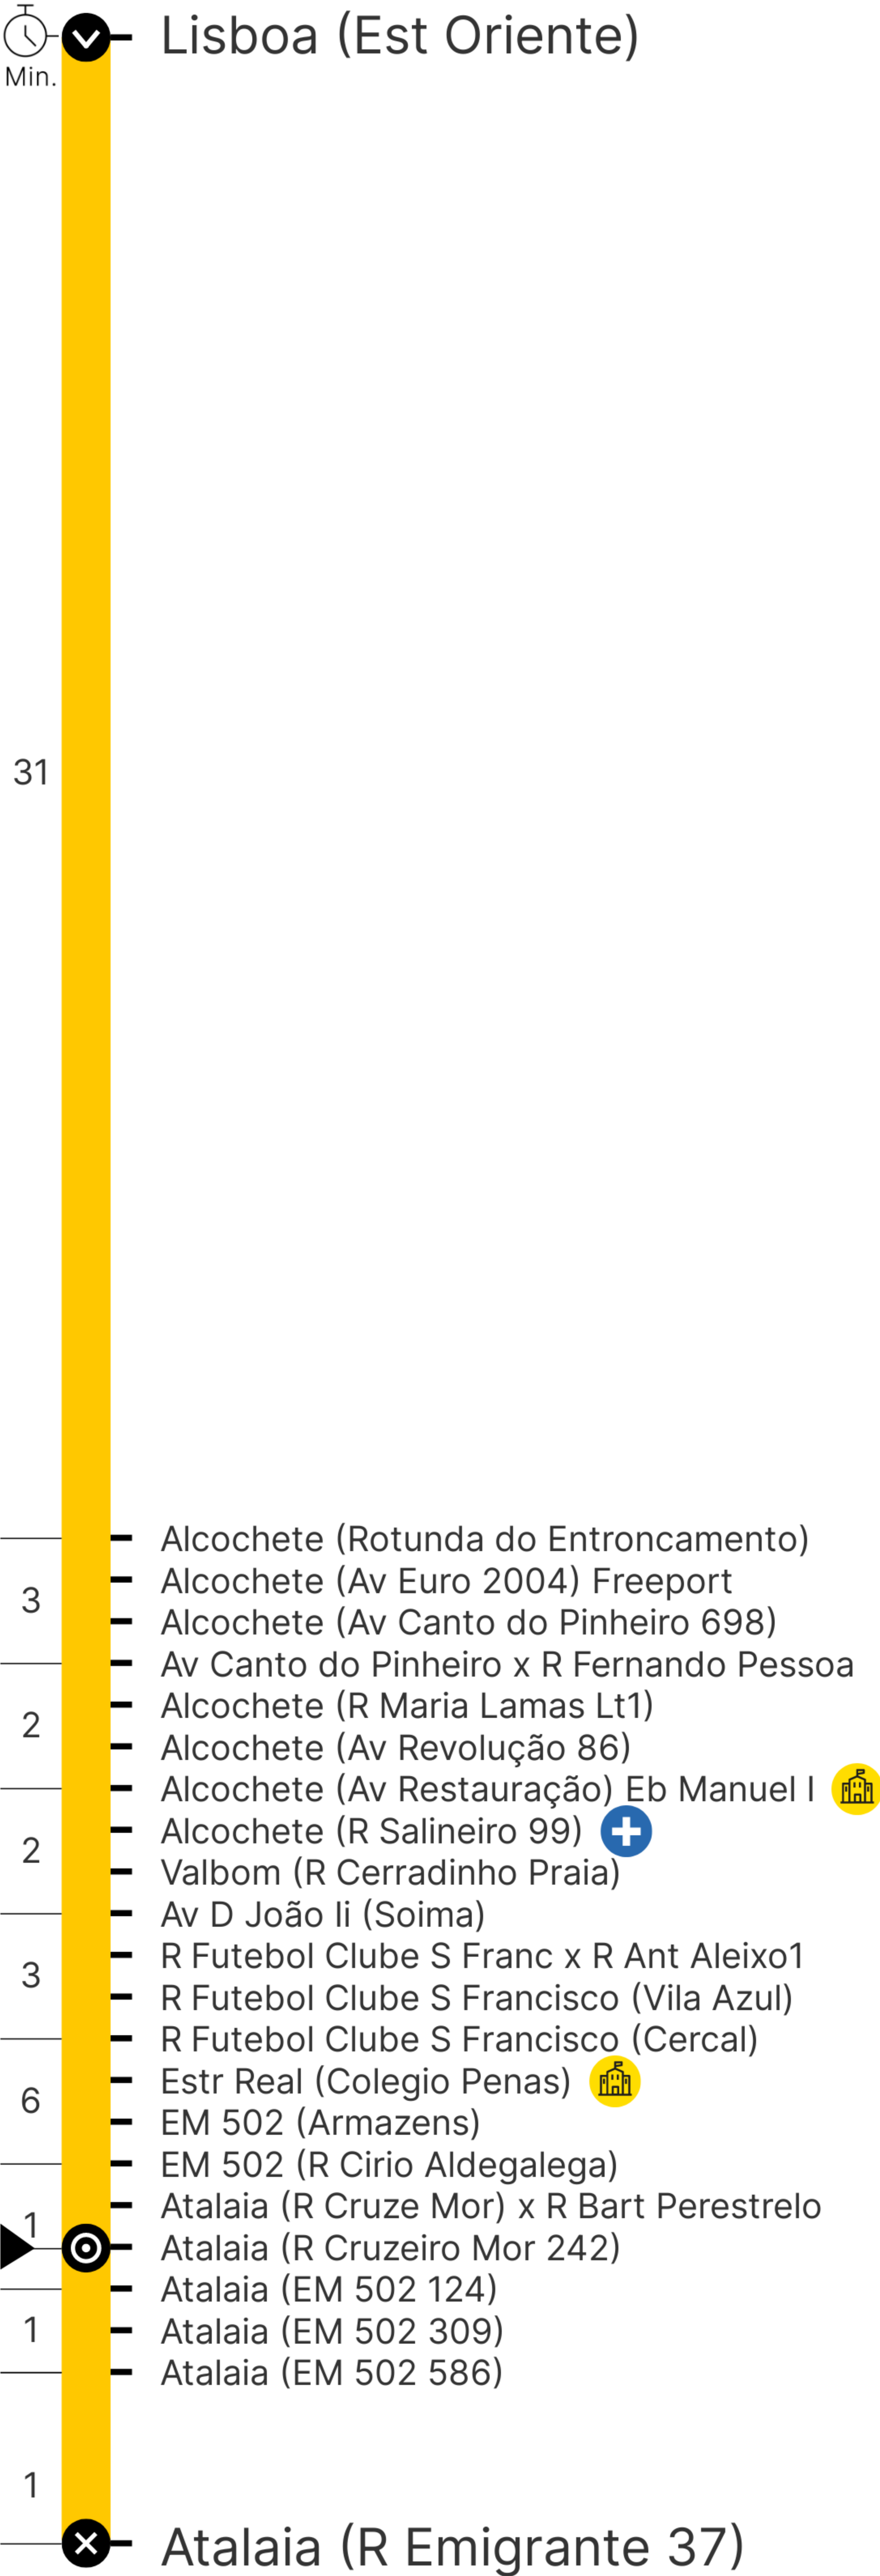 Lisboa (Est Oriente)
Min.
31
Alcochete (Rotunda do Entroncamento)
Alcochete (Av Euro 2004) Freeport
3
Alcochete (Av Canto do Pinheiro 698)
Av Canto do Pinheiro x R Fernando Pessoa
Alcochete (R Maria Lamas Lt1)
2
Alcochete (Av Revolução 86)
Alcochete (Av Restauração) Eb Manuel I
Alcochete (R Salineiro 99)
2
Valbom (R Cerradinho Praia)
Av D João Ii (Soima)
R Futebol Clube S Franc x R Ant Aleixo1
3
R Futebol Clube S Francisco (Vila Azul)
R Futebol Clube S Francisco (Cercal)
Estr Real (Colegio Penas)
6
EM 502 (Armazens)
EM 502 (R Cirio Aldegalega)
Atalaia (R Cruze Mor) x R Bart Perestrelo
1
Atalaia (R Cruzeiro Mor 242)
Atalaia (EM 502 124)
1
Atalaia (EM 502 309)
Atalaia (EM 502 586)
1
Atalaia (R Emigrante 37)